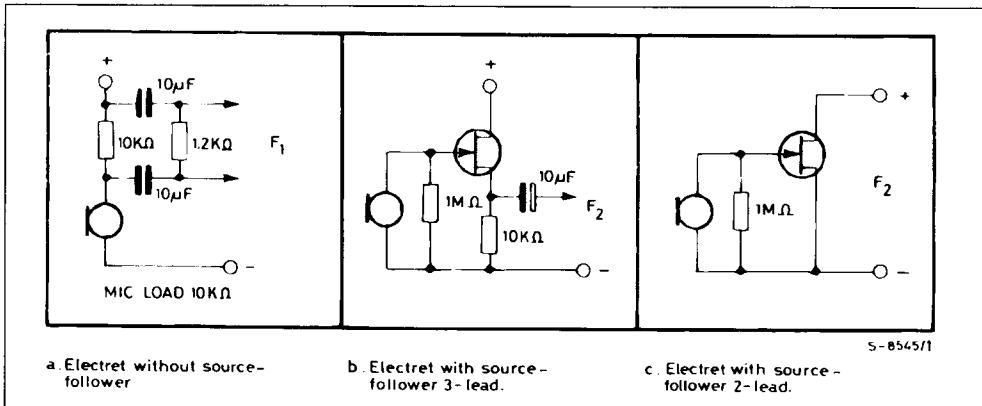 +
10µF
10KΩ
1.2KΩ
F1
10µF
-
MIC LOAD 10KΩ
+
1MΩ
10µF
F2
10KΩ
-
+
1MΩ
F2
-
S-8545/1
a. Electret without source-
follower
b. Electret with source-
follower 3-lead.
c. Electret with source-
follower 2-lead.